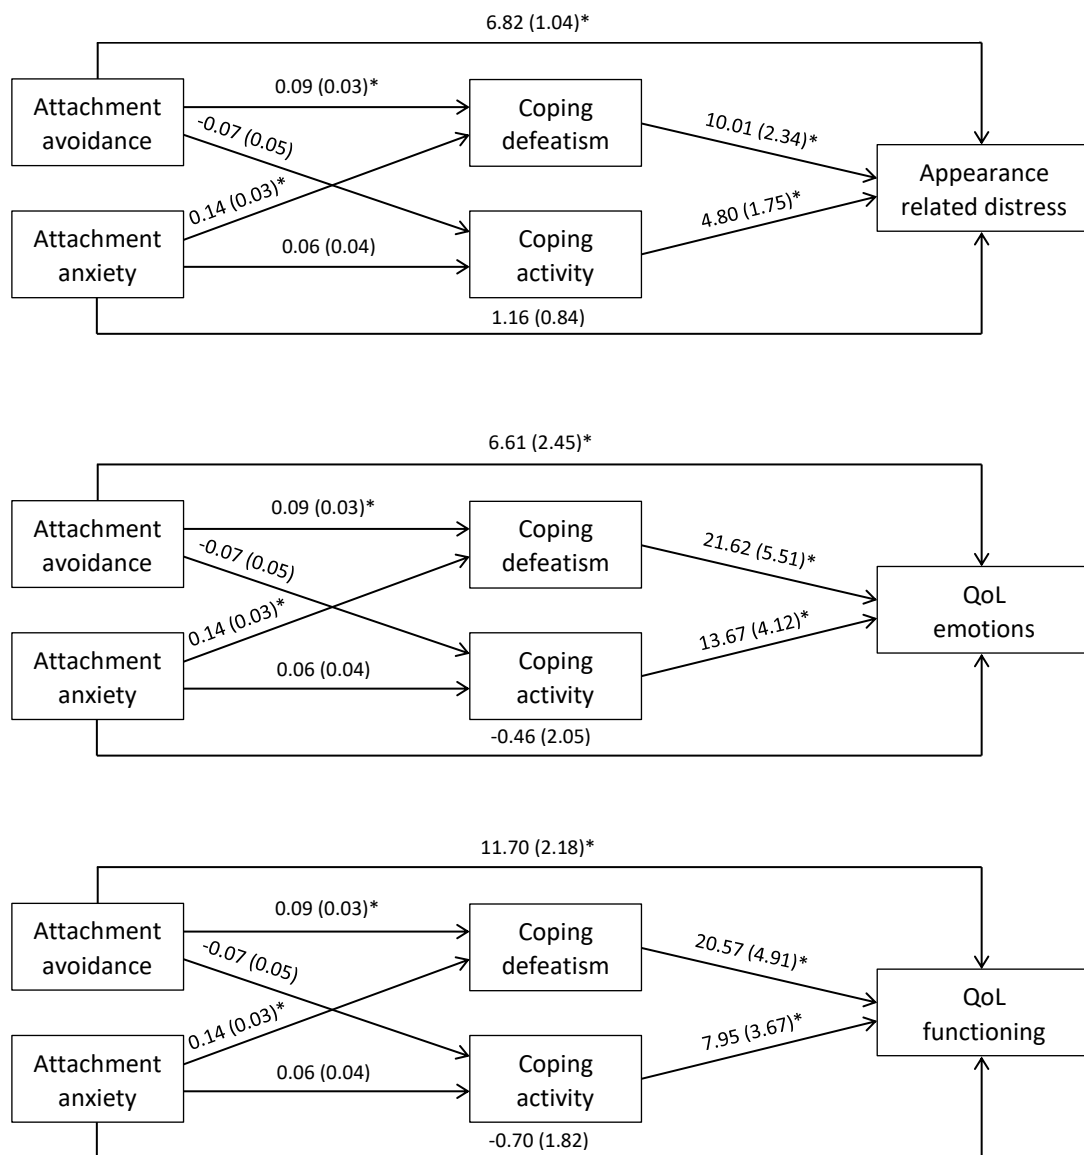 6.82 (1.04)*
Attachment
avoidance
0.09 (0.03)*
-0.07 (0.05)
Coping
defeatism
10.01 (2.34)*
Appearance
related distress
Attachment
anxiety
0.14 (0.03)*
0.06 (0.04)
Coping
activity
4.80 (1.75)*
1.16 (0.84)
6.61 (2.45)*
Attachment
avoidance
0.09 (0.03)*
-0.07 (0.05)
Coping
defeatism
21.62 (5.51)*
QoL
emotions
Attachment
anxiety
0.14 (0.03)*
0.06 (0.04)
Coping
activity
13.67 (4.12)*
-0.46 (2.05)
11.70 (2.18)*
Attachment
avoidance
0.09 (0.03)*
-0.07 (0.05)
Coping
defeatism
20.57 (4.91)*
QoL
functioning
Attachment
anxiety
0.14 (0.03)*
0.06 (0.04)
Coping
activity
7.95 (3.67)*
-0.70 (1.82)